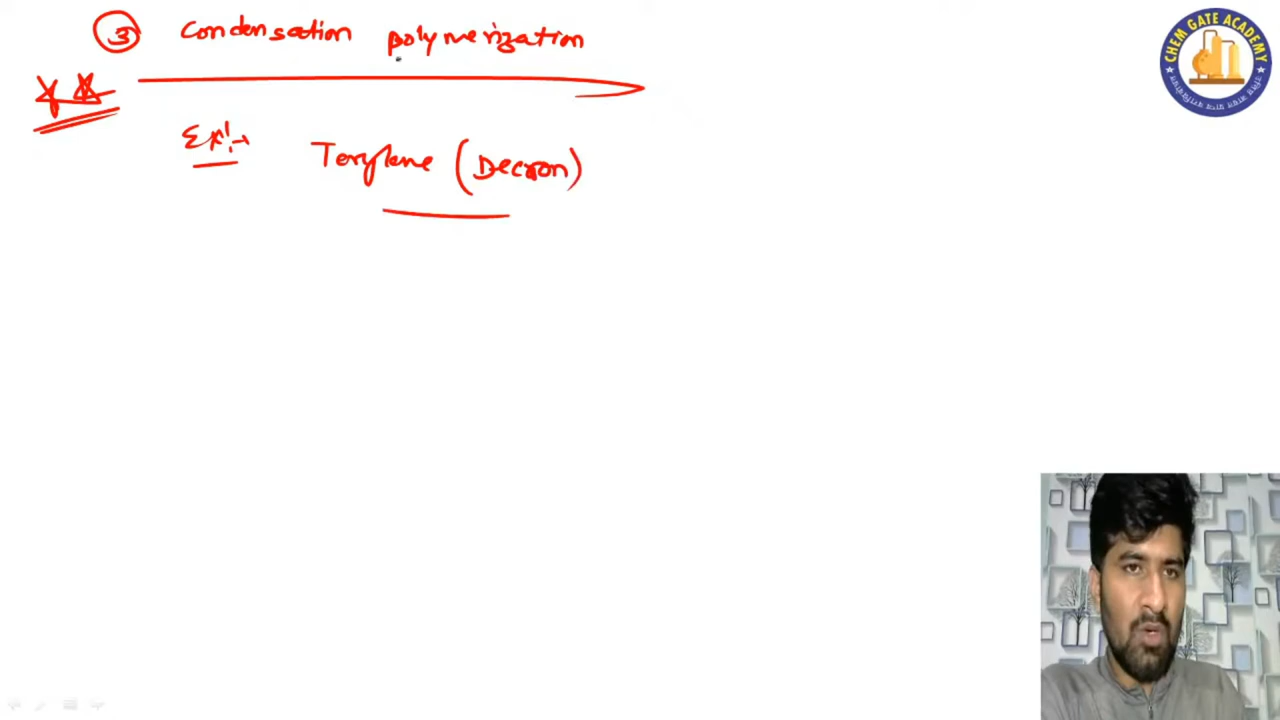 3 Condensation polymerization
Ex:→ Terylene (Decron)
CHEM GATE ACADEMY